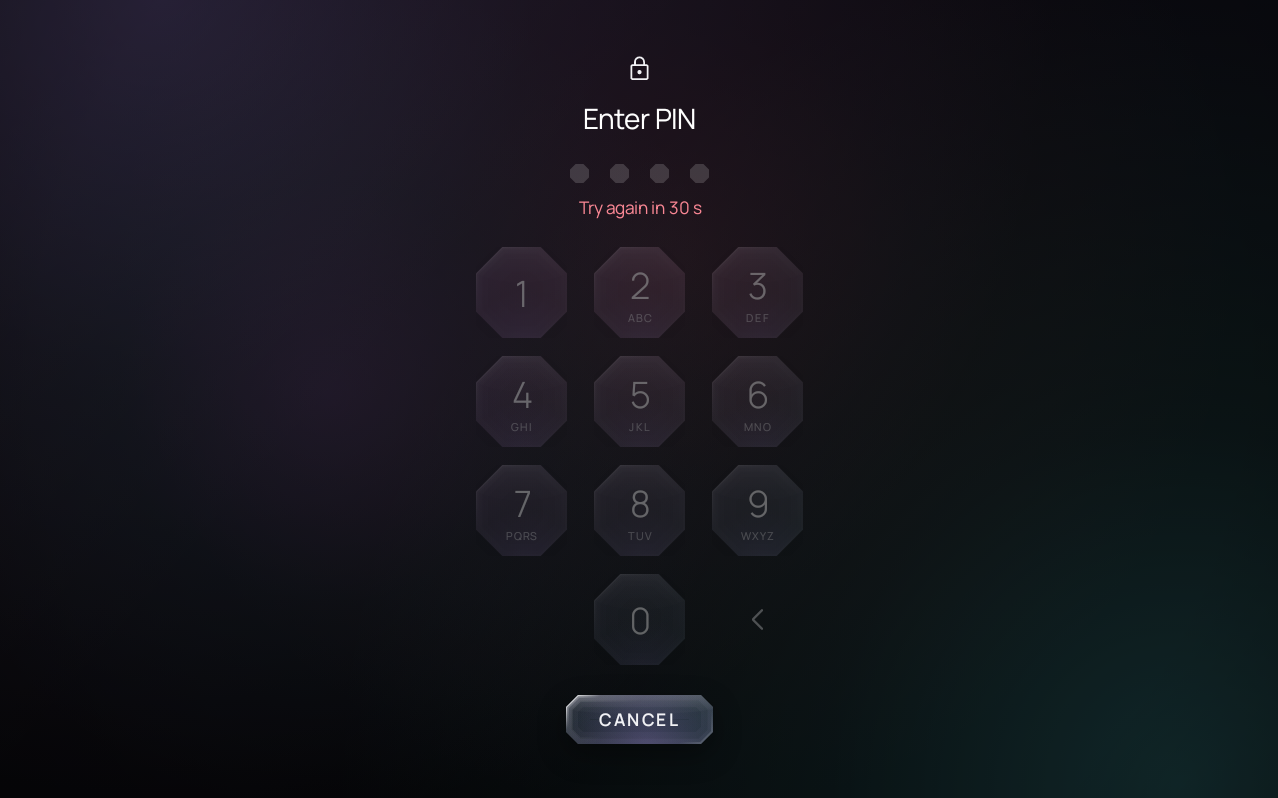 Enter PIN
Try again in 30 s
1
2
ABC
3
DEF
4
GHI
5
JKL
6
MNO
7
PQRS
8
TUV
9
WXYZ
0
CANCEL